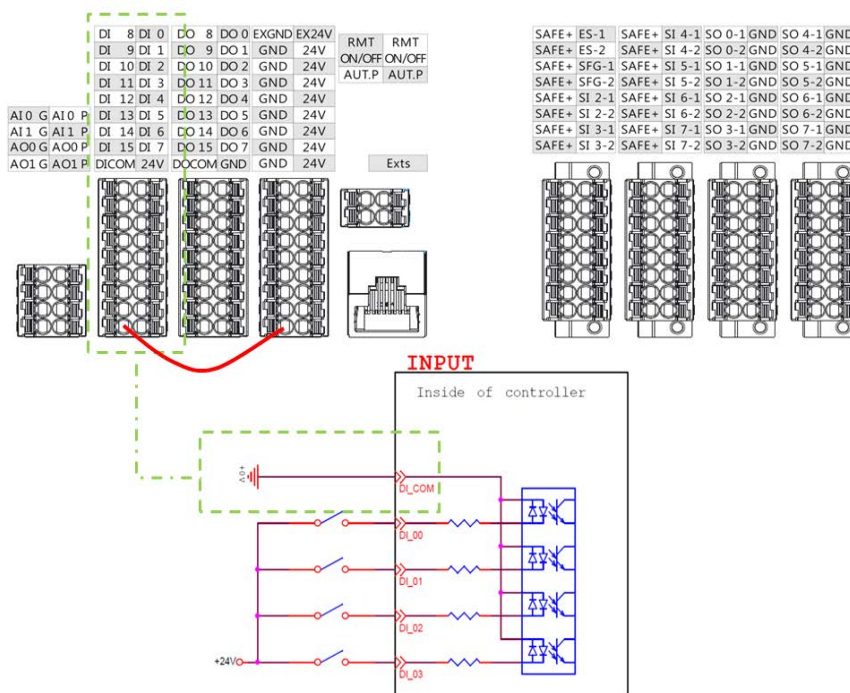 DI 8 DI 0 DO 8 DO 0 EXGND EX24V
DI 9 DI 1 DO 9 DO 1 GND 24V
DI 10 DI 2 DO 10 DO 2 GND 24V
DI 11 DI 3 DO 11 DO 3 GND 24V
DI 12 DI 4 DO 12 DO 4 GND 24V
AI0 G AI0 P DI 13 DI 5 DO 13 DO 5 GND 24V
AI1 G AI1 P DI 14 DI 6 DO 14 DO 6 GND 24V
AO0 G AO0 P DI 15 DI 7 DO 15 DO 7 GND 24V
AO1 G AO1 P DICOM 24V DOCOM GND GND 24V
RMT RMT
ON/OFF ON/OFF
AUT.P AUT.P
Exts
SAFE+ ES-1 SAFE+ SI 4-1 SO 0-1 GND SO 4-1 GND
SAFE+ ES-2 SAFE+ SI 4-2 SO 0-2 GND SO 4-2 GND
SAFE+ SFG-1 SAFE+ SI 5-1 SO 1-1 GND SO 5-1 GND
SAFE+ SFG-2 SAFE+ SI 5-2 SO 1-2 GND SO 5-2 GND
SAFE+ SI 2-1 SAFE+ SI 6-1 SO 2-1 GND SO 6-1 GND
SAFE+ SI 2-2 SAFE+ SI 6-2 SO 2-2 GND SO 6-2 GND
SAFE+ SI 3-1 SAFE+ SI 7-1 SO 3-1 GND SO 7-1 GND
SAFE+ SI 3-2 SAFE+ SI 7-2 SO 3-2 GND SO 7-2 GND
INPUT
Inside of controller
+0V
DI_COM
DI_00
DI_01
DI_02
+24V
DI_03